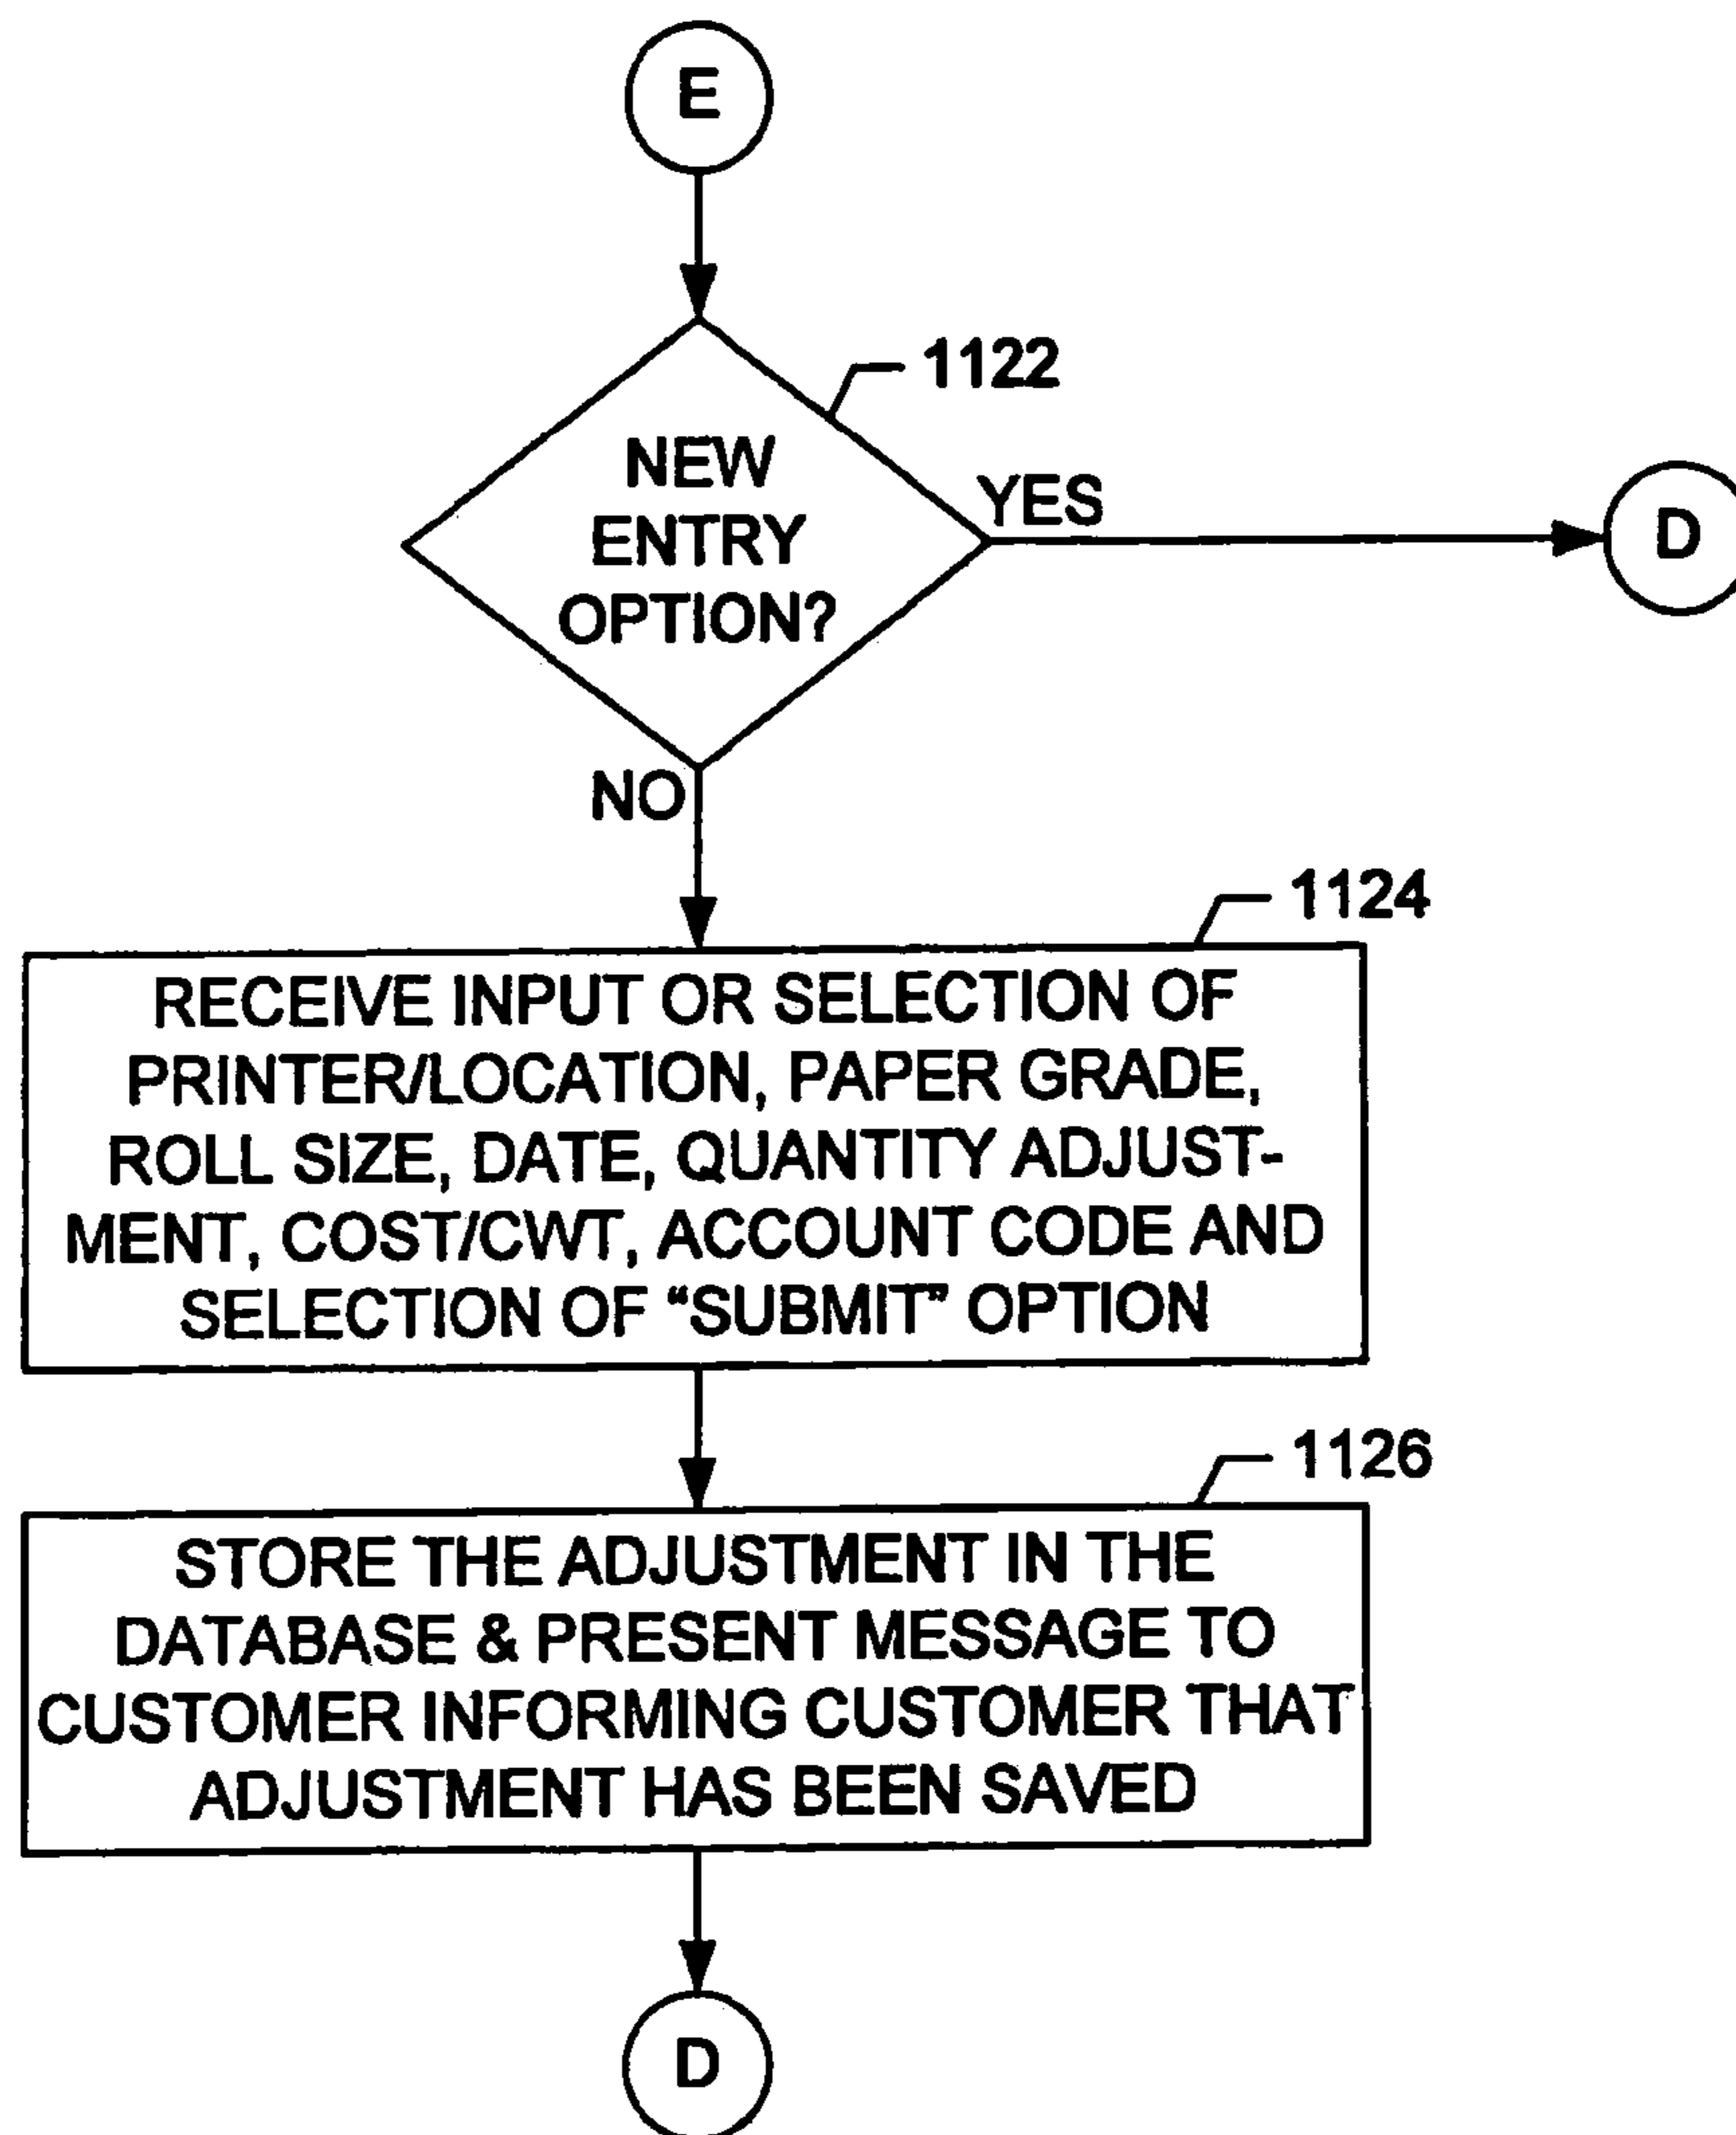 E
1122
NEW
ENTRY
OPTION?
YES
D
NO
1124
RECEIVE INPUT OR SELECTION OF
PRINTER/LOCATION, PAPER GRADE,
ROLL SIZE, DATE, QUANTITY ADJUST-
MENT, COST/CWT, ACCOUNT CODE AND
SELECTION OF “SUBMIT” OPTION
1126
STORE THE ADJUSTMENT IN THE
DATABASE & PRESENT MESSAGE TO
CUSTOMER INFORMING CUSTOMER THAT
ADJUSTMENT HAS BEEN SAVED
D